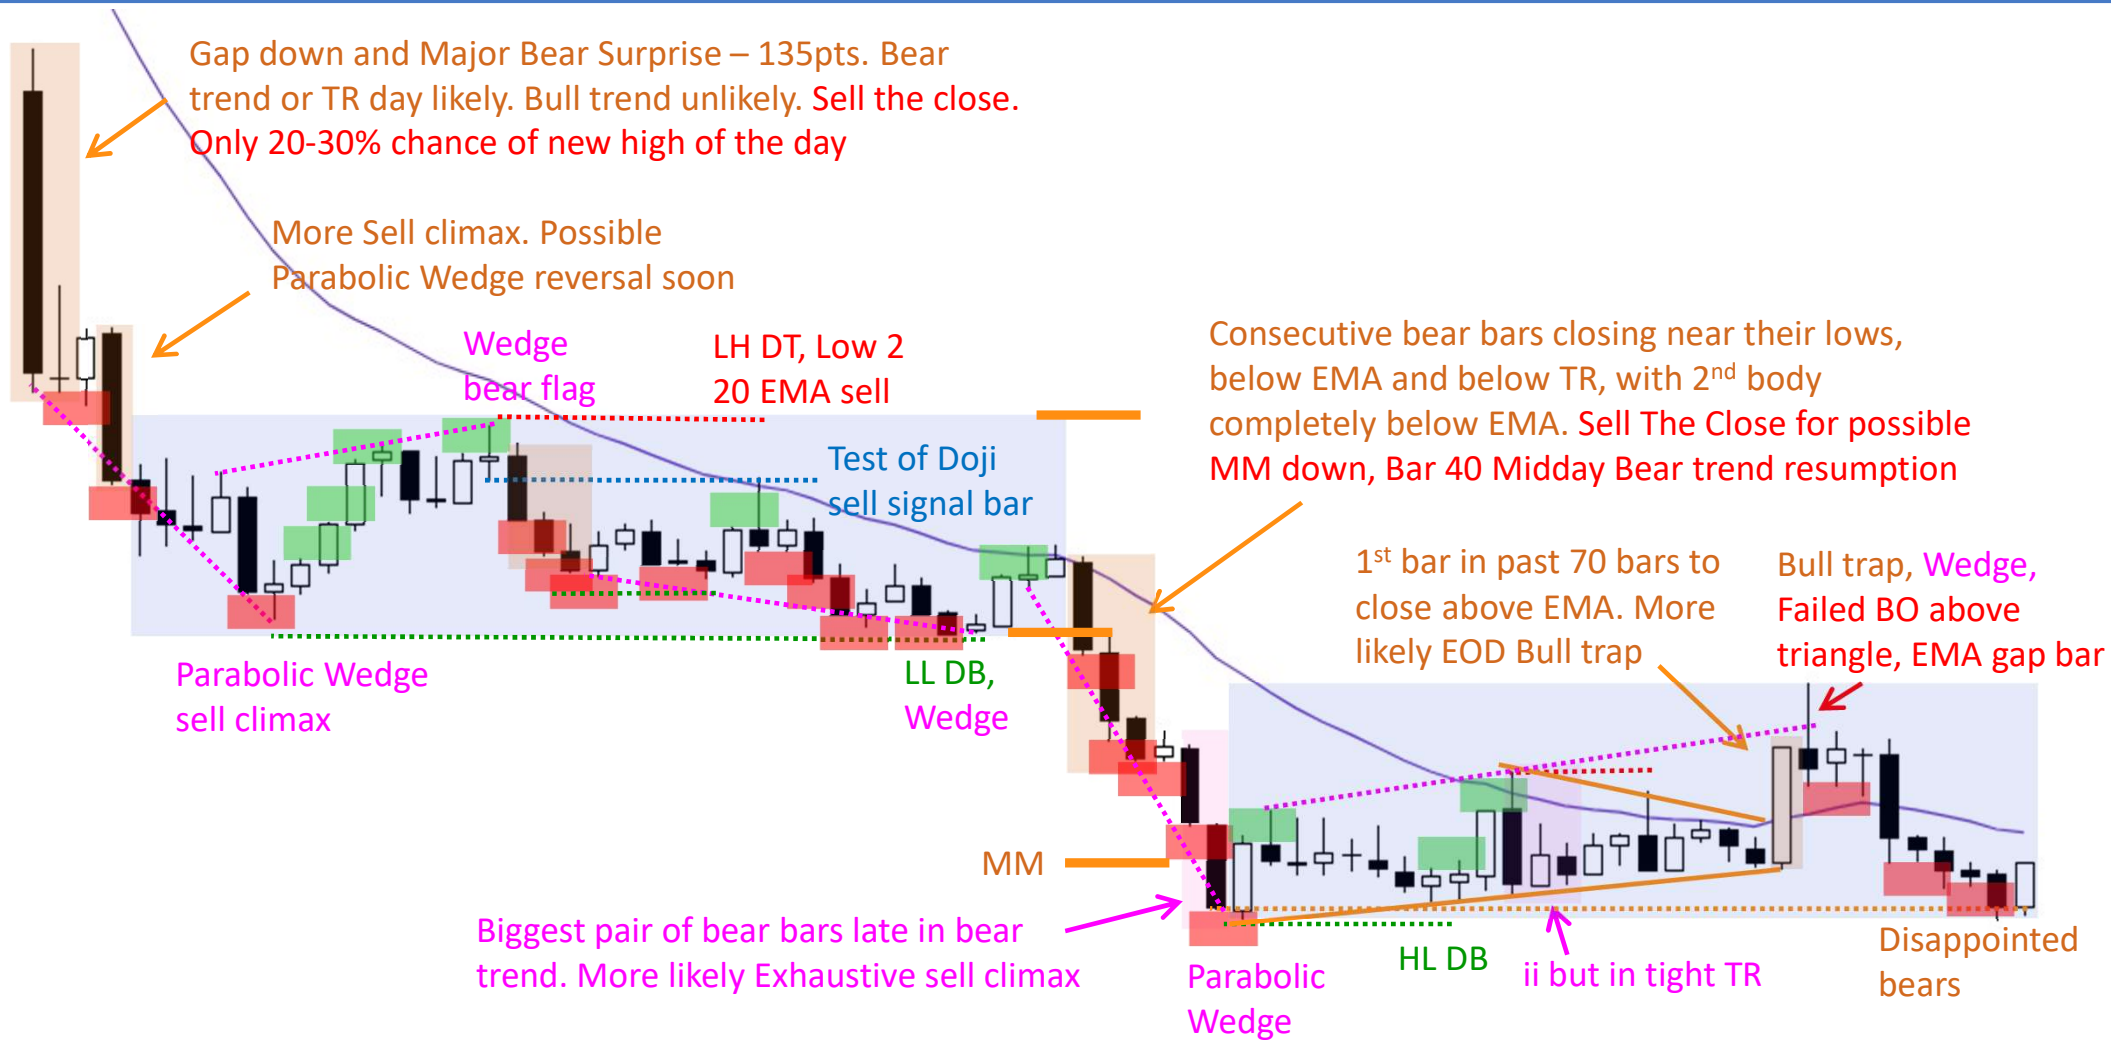 Gap down and Major Bear Surprise – 135pts. Bear
trend or TR day likely. Bull trend unlikely. Sell the close.
Only 20-30% chance of new high of the day
More Sell climax. Possible
Parabolic Wedge reversal soon
Wedge
bear flag
LH DT, Low 2
20 EMA sell
Test of Doji
sell signal bar
Consecutive bear bars closing near their lows,
below EMA and below TR, with 2nd body
completely below EMA. Sell The Close for possible
MM down, Bar 40 Midday Bear trend resumption
1st bar in past 70 bars to
close above EMA. More
likely EOD Bull trap
Bull trap, Wedge,
Failed BO above
triangle, EMA gap bar
Parabolic Wedge
sell climax
LL DB,
Wedge
MM
Biggest pair of bear bars late in bear
trend. More likely Exhaustive sell climax
Parabolic
Wedge
HL DB
ii but in tight TR
Disappointed
bears